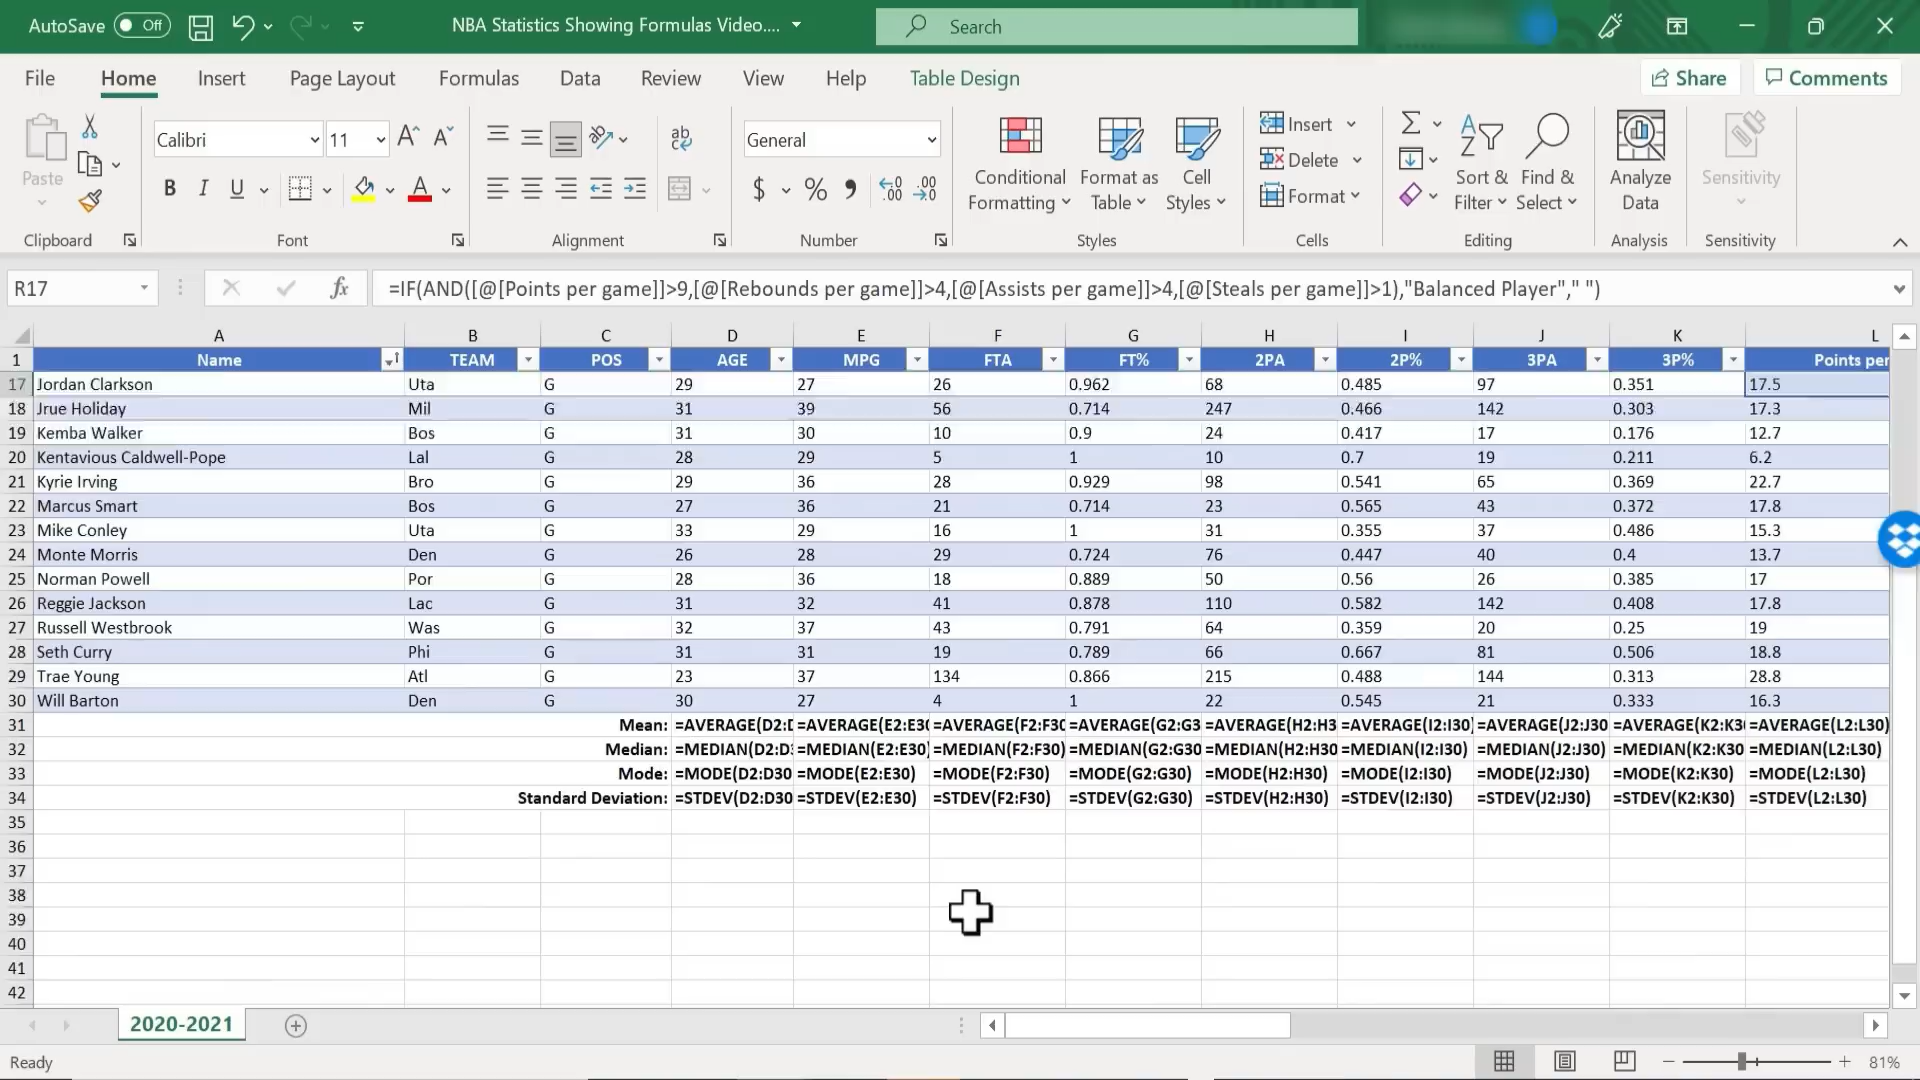 AutoSave Off NBA Statistics Showing Formulas Video.... Search
File Home Insert Page Layout Formulas Data Review View Help Table Design Share Comments
Calibri 11 General Insert
Paste Conditional Formatting Format as Table Cell Styles Delete Sort & Filter Find & Select Analyze Data Sensitivity
B I U $ % Format
Clipboard Font Alignment Number Styles Cells Editing Analysis Sensitivity
R17 fx =IF(AND([@[Points per game]]>9,[@[Rebounds per game]]>4,[@[Assists per game]]>4,[@[Steals per game]]>1),"Balanced Player"," ")
A B C D E F G H I J K L
1 Name TEAM POS AGE MPG FTA FT% 2PA 2P% 3PA 3P% Points per
17 Jordan Clarkson Uta G 29 27 26 0.962 68 0.485 97 0.351 17.5
18 Jrue Holiday Mil G 31 39 56 0.714 247 0.466 142 0.303 17.3
19 Kemba Walker Bos G 31 30 10 0.9 24 0.417 17 0.176 12.7
20 Kentavious Caldwell-Pope Lal G 28 29 5 1 10 0.7 19 0.211 6.2
21 Kyrie Irving Bro G 29 36 28 0.929 98 0.541 65 0.369 22.7
22 Marcus Smart Bos G 27 36 21 0.714 23 0.565 43 0.372 17.8
23 Mike Conley Uta G 33 29 16 1 31 0.355 37 0.486 15.3
24 Monte Morris Den G 26 28 29 0.724 76 0.447 40 0.4 13.7
25 Norman Powell Por G 28 36 18 0.889 50 0.56 26 0.385 17
26 Reggie Jackson Lac G 31 32 41 0.878 110 0.582 142 0.408 17.8
27 Russell Westbrook Was G 32 37 43 0.791 64 0.359 20 0.25 19
28 Seth Curry Phi G 31 31 19 0.789 66 0.667 81 0.506 18.8
29 Trae Young Atl G 23 37 134 0.866 215 0.488 144 0.313 28.8
30 Will Barton Den G 30 27 4 1 22 0.545 21 0.333 16.3
31 Mean: =AVERAGE(D2:D =AVERAGE(E2:E30 =AVERAGE(F2:F30 =AVERAGE(G2:G3 =AVERAGE(H2:H3 =AVERAGE(I2:I30) =AVERAGE(J2:J30 =AVERAGE(K2:K3 =AVERAGE(L2:L30)
32 Median: =MEDIAN(D2:D3 =MEDIAN(E2:E30) =MEDIAN(F2:F30) =MEDIAN(G2:G30 =MEDIAN(H2:H30 =MEDIAN(I2:I30) =MEDIAN(J2:J30) =MEDIAN(K2:K30 =MEDIAN(L2:L30)
33 Mode: =MODE(D2:D30 =MODE(E2:E30) =MODE(F2:F30) =MODE(G2:G30) =MODE(H2:H30) =MODE(I2:I30) =MODE(J2:J30) =MODE(K2:K30) =MODE(L2:L30)
34 Standard Deviation: =STDEV(D2:D30 =STDEV(E2:E30) =STDEV(F2:F30) =STDEV(G2:G30) =STDEV(H2:H30) =STDEV(I2:I30) =STDEV(J2:J30) =STDEV(K2:K30) =STDEV(L2:L30)
35
36
37
38
39
40
41
42
2020-2021
Ready 81%